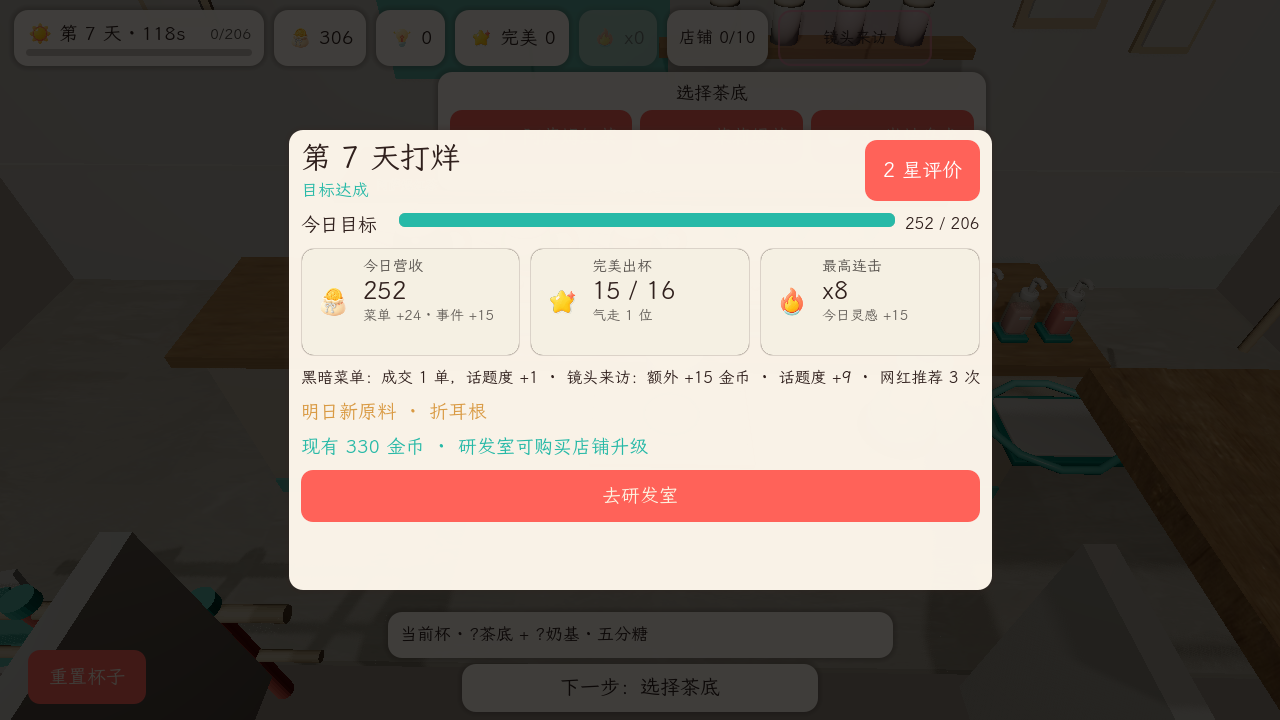 第 7 天·118s
0/206
306
0
完美 0
x0
店铺 0/10
镜头来访
选择茶底
第 7 天打烊
2 星评价
目标达成
今日目标
252 / 206
今日营收
252
菜单 +24·事件 +15
完美出杯
15 / 16
气走 1 位
最高连击
x8
今日灵感 +15
黑暗菜单：成交 1 单，话题度 +1 · 镜头来访：额外 +15 金币 · 话题度 +9 · 网红推荐 3 次
明日新原料 · 折耳根
现有 330 金币 · 研发室可购买店铺升级
去研发室
当前杯·?茶底 + ?奶基·五分糖
重置杯子
下一步：选择茶底